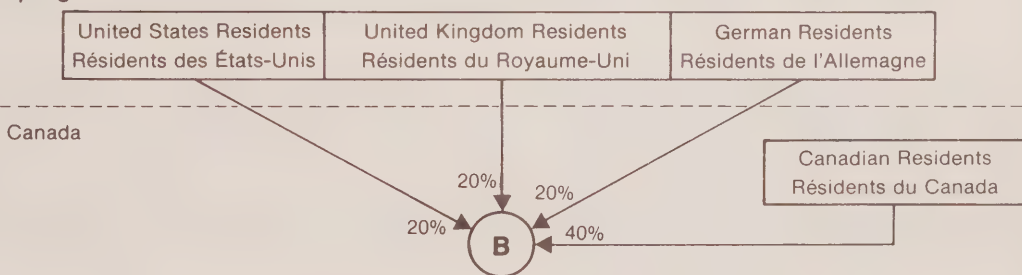 United States Residents
Résidents des États-Unis
United Kingdom Residents
Résidents du Royaume-Uni
German Residents
Résidents de l'Allemagne
Canada
Canadian Residents
Résidents du Canada
20%
20%
20%
40%
B